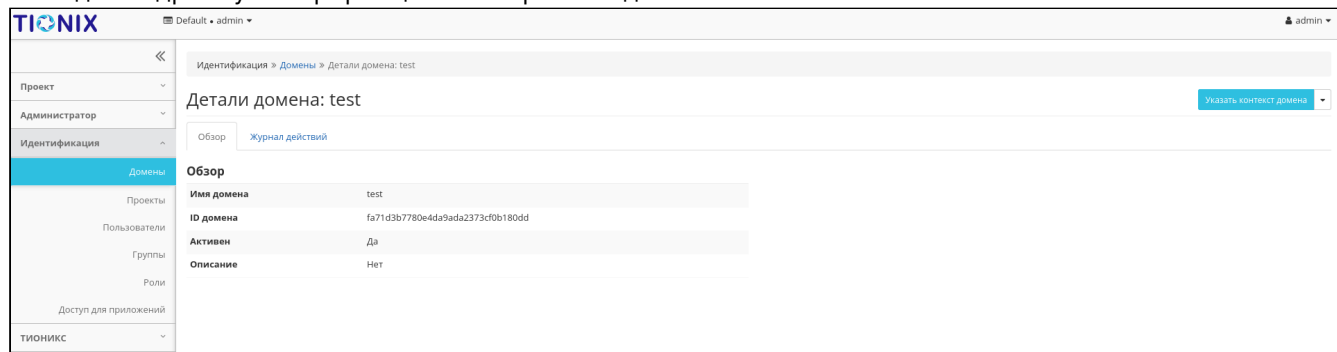 TIONIX
Default • admin
admin
Идентификация » Домены » Детали домена: test
Проект
Администратор
Идентификация
Домены
Проекты
Пользователи
Группы
Роли
Доступ для приложений
ТИОНИКС
Детали домена: test
Указать контекст домена
Обзор Журнал действий
Обзор
Имя домена test
ID домена fa71d3b7780e4da9ada2373cf0b180dd
Активен Да
Описание Нет